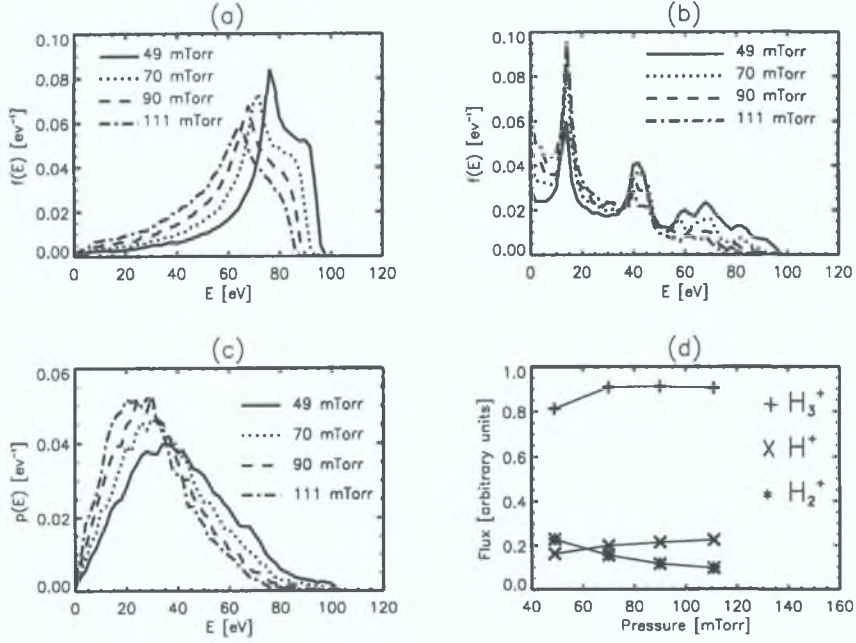 (a)
f(E) [ev⁻¹]
0.10
0.08
0.06
0.04
0.02
0.00
49 mTorr
70 mTorr
90 mTorr
111 mTorr
0 20 40 60 80 100 120
E [eV]
(b)
f(E) [ev⁻¹]
0.10
0.08
0.06
0.04
0.02
0.00
49 mTorr
70 mTorr
90 mTorr
111 mTorr
0 20 40 60 80 100 120
E [eV]
(c)
p(E) [ev⁻¹]
0.06
0.04
0.02
0.00
49 mTorr
70 mTorr
90 mTorr
111 mTorr
0 20 40 60 80 100 120
E [eV]
(d)
Flux [arbitrary units]
1.0
0.8
0.6
0.4
0.2
0.0
+ H₃⁺
× H⁺
* H₂⁺
40 60 80 100 120 140 160
Pressure [mTorr]